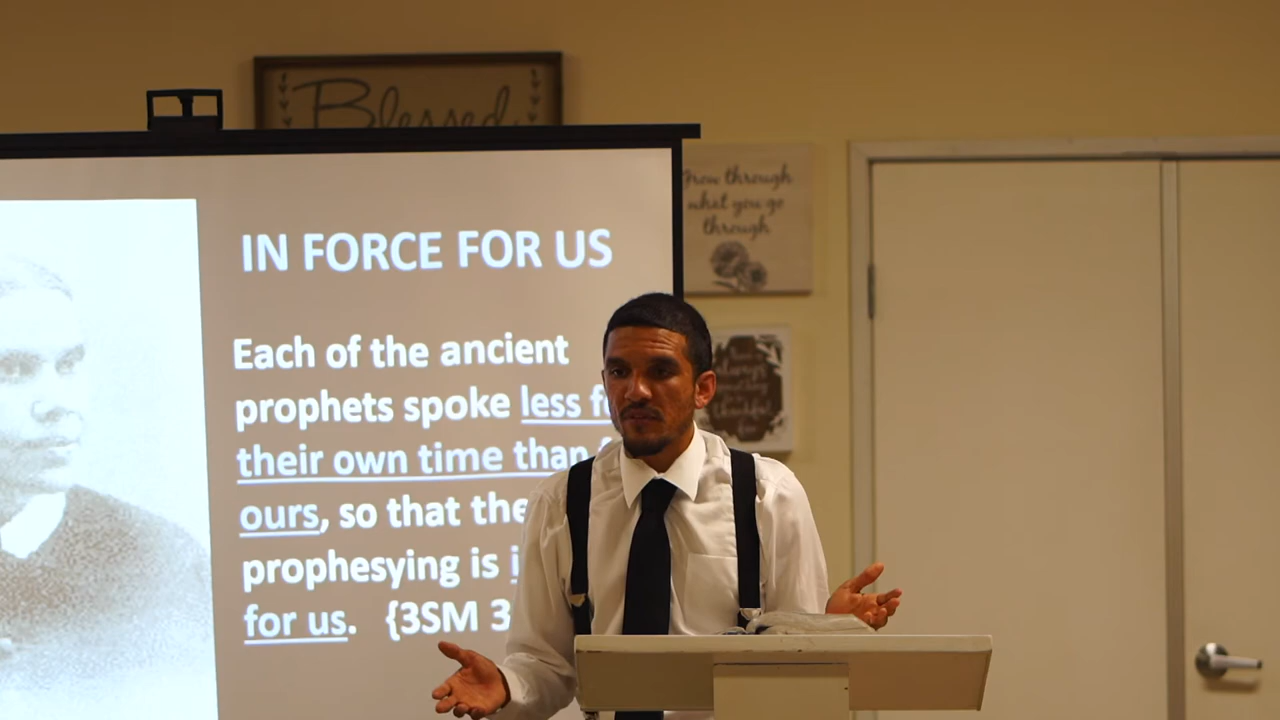 Blessed
IN FORCE FOR US
Each of the ancient
prophets spoke less
their own time than
ours, so that the
prophesying is
for us. {3SM 3
Grow through
what you go
through
always